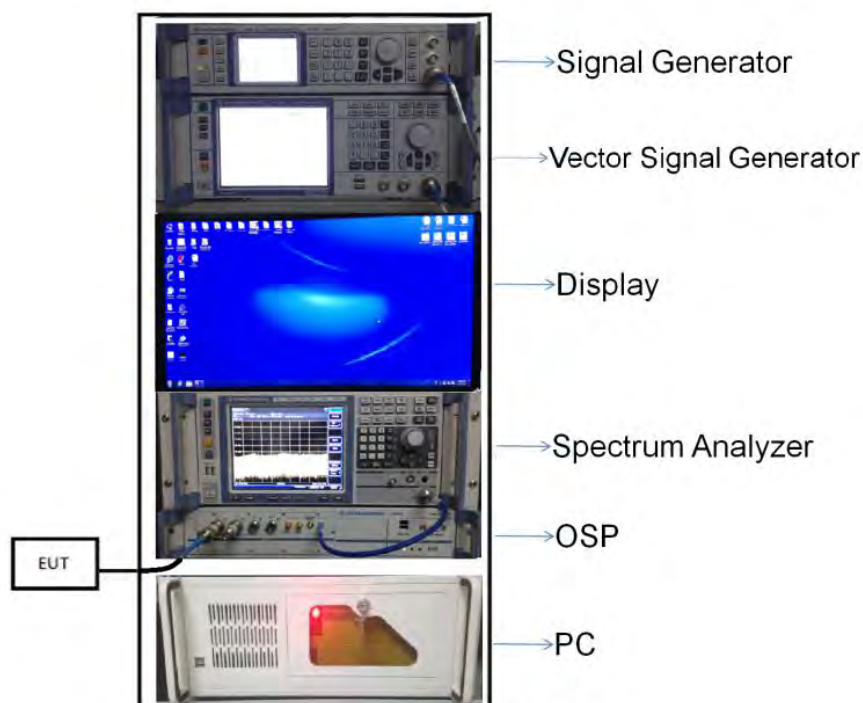 Signal Generator
Vector Signal Generator
Display
Spectrum Analyzer
OSP
EUT
PC